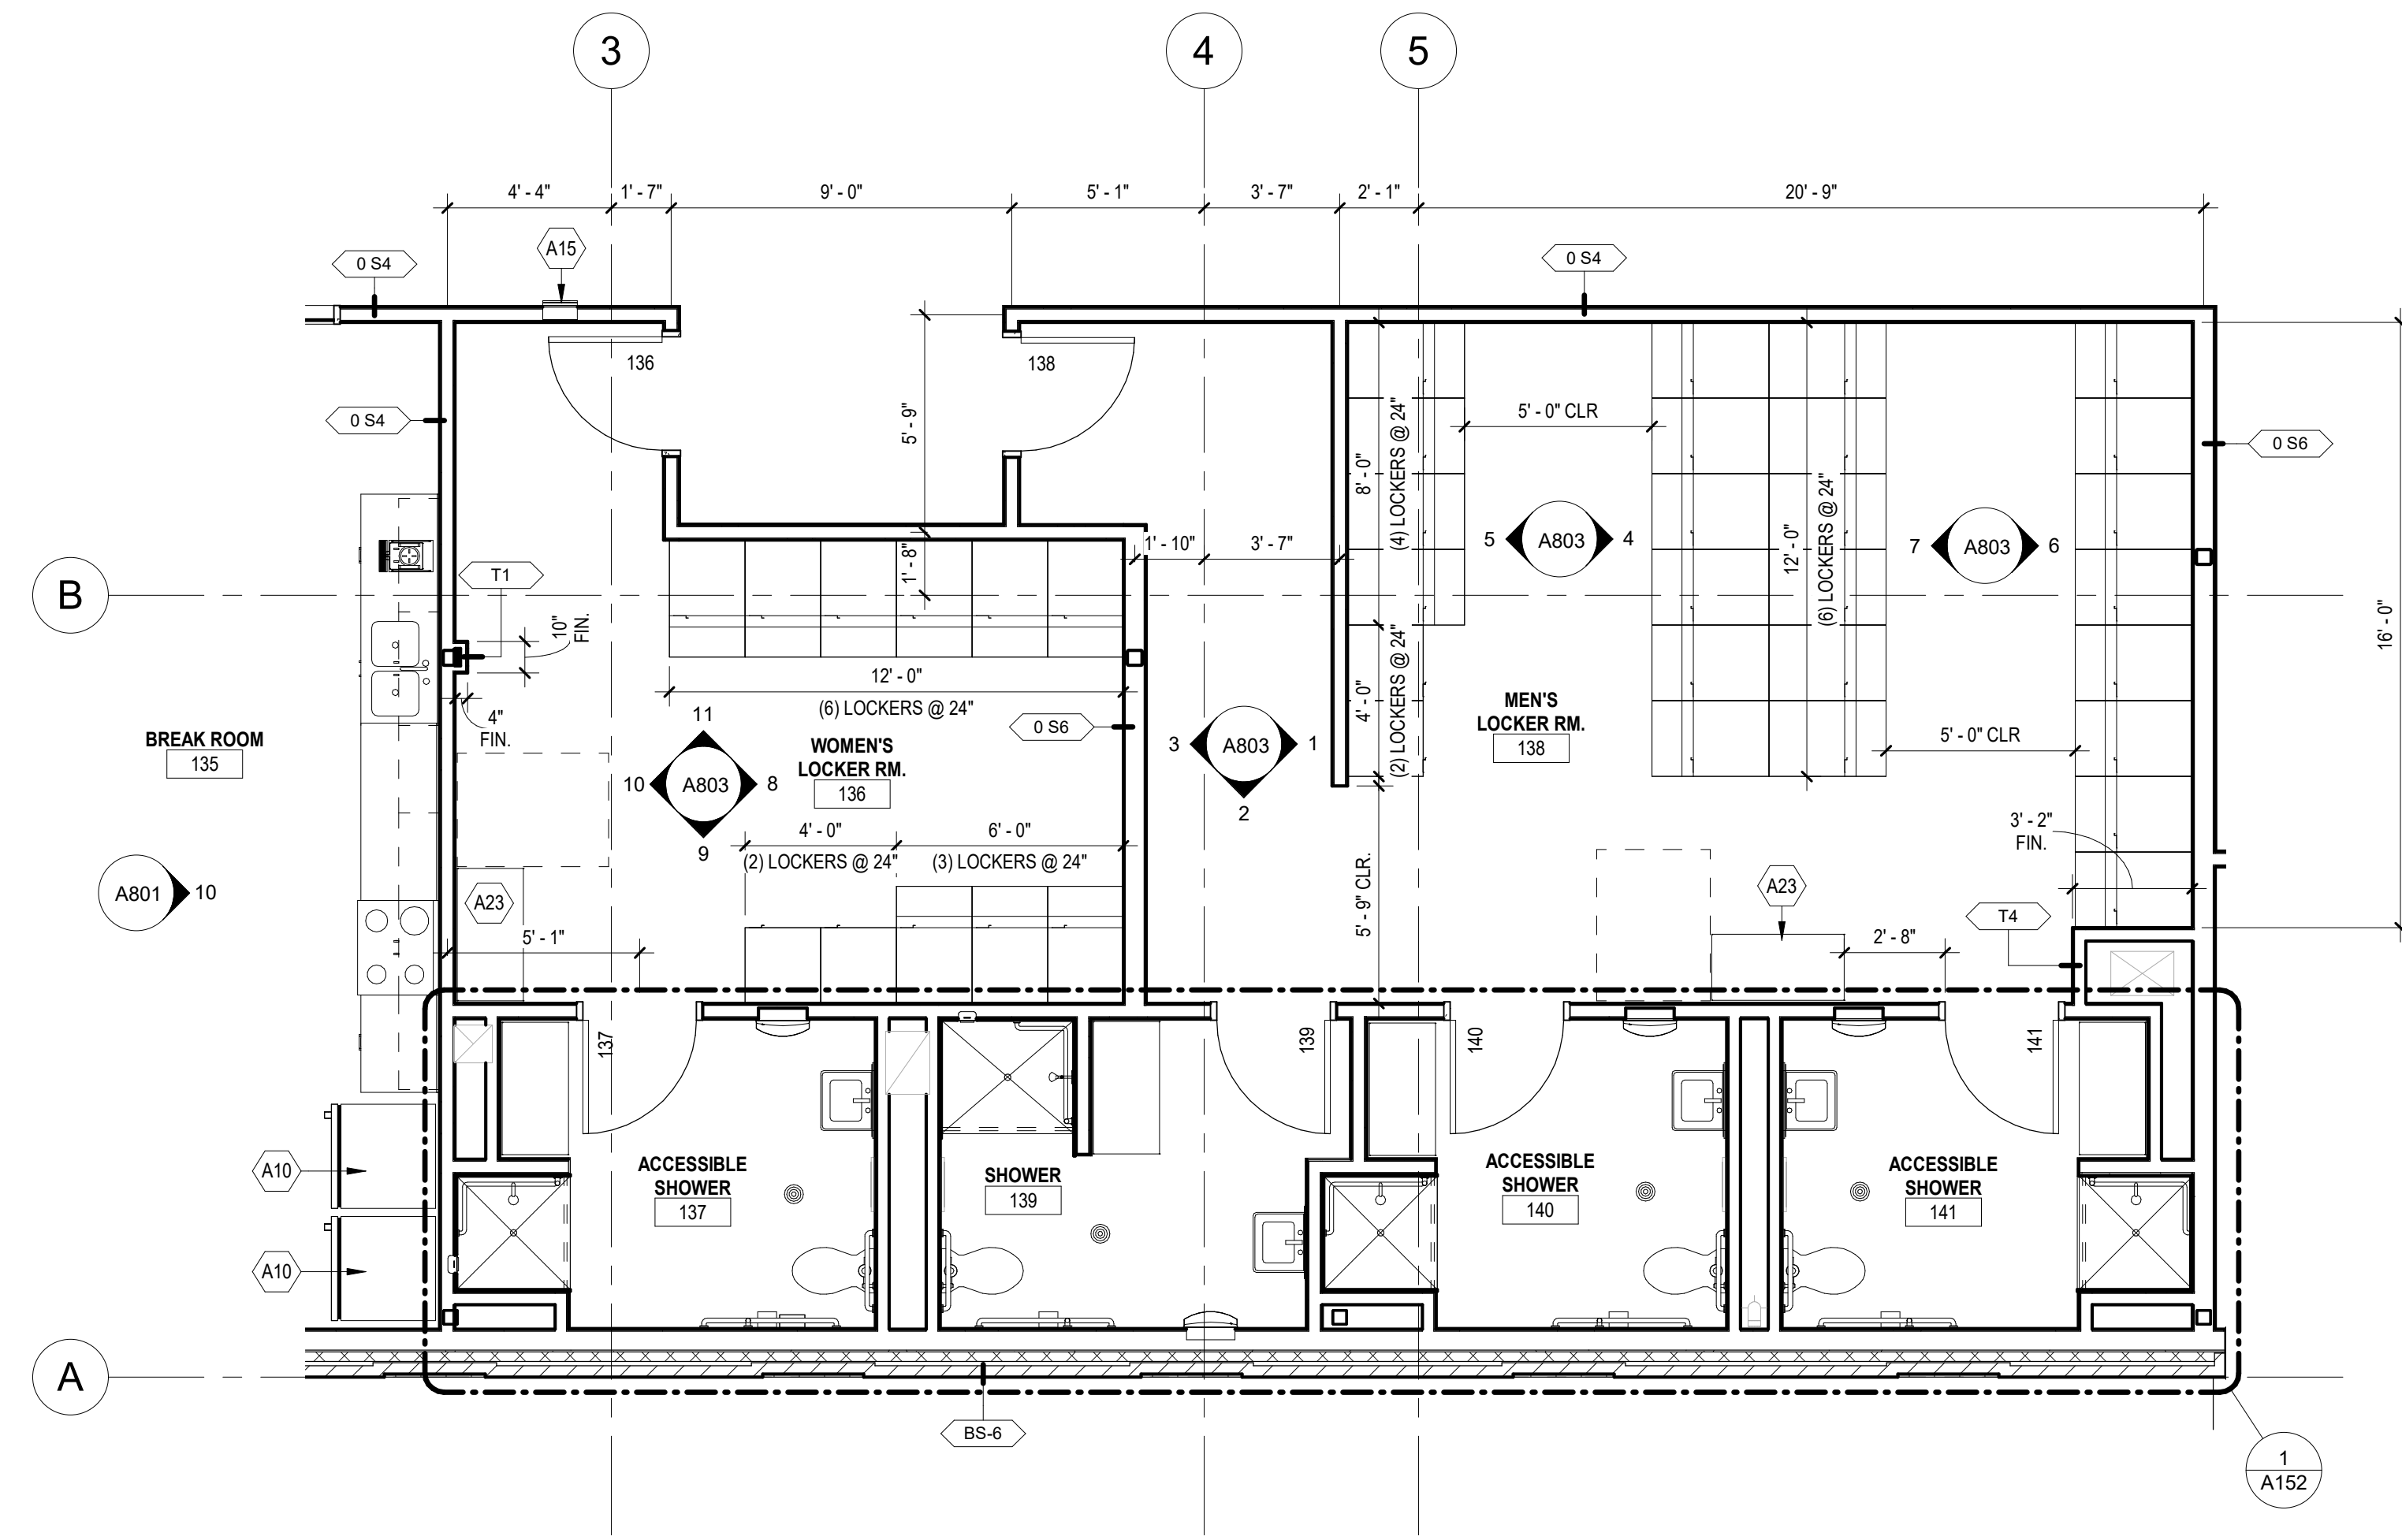 3
4
5
4' - 4"
1' - 7"
9' - 0"
5' - 1"
3' - 7"
2' - 1"
20' - 9"
A15
0 S4
0 S4
136
138
0 S4
5' - 9"
8' - 0"
(4) LOCKERS @ 24"
5' - 0" CLR
0 S6
5
A803
4
12' - 0"
(6) LOCKERS @ 24"
7
A803
6
1' - 10"
3' - 7"
1' - 8"
B
T1
10"
FIN.
16' - 0"
12' - 0"
(6) LOCKERS @ 24"
4' - 0"
(2) LOCKERS @ 24"
4"
FIN.
BREAK ROOM
135
11
10
A803
8
9
WOMEN'S
LOCKER RM.
136
0 S6
3
A803
1
2
MEN'S
LOCKER RM.
138
5' - 0" CLR
4' - 0"
(2) LOCKERS @ 24"
6' - 0"
(3) LOCKERS @ 24"
3' - 2"
FIN.
A801
10
A23
5' - 1"
5' - 9" CLR.
A23
2' - 8"
T4
137
139
140
141
A10
A10
ACCESSIBLE
SHOWER
137
SHOWER
139
ACCESSIBLE
SHOWER
140
ACCESSIBLE
SHOWER
141
A
BS-6
1
A152